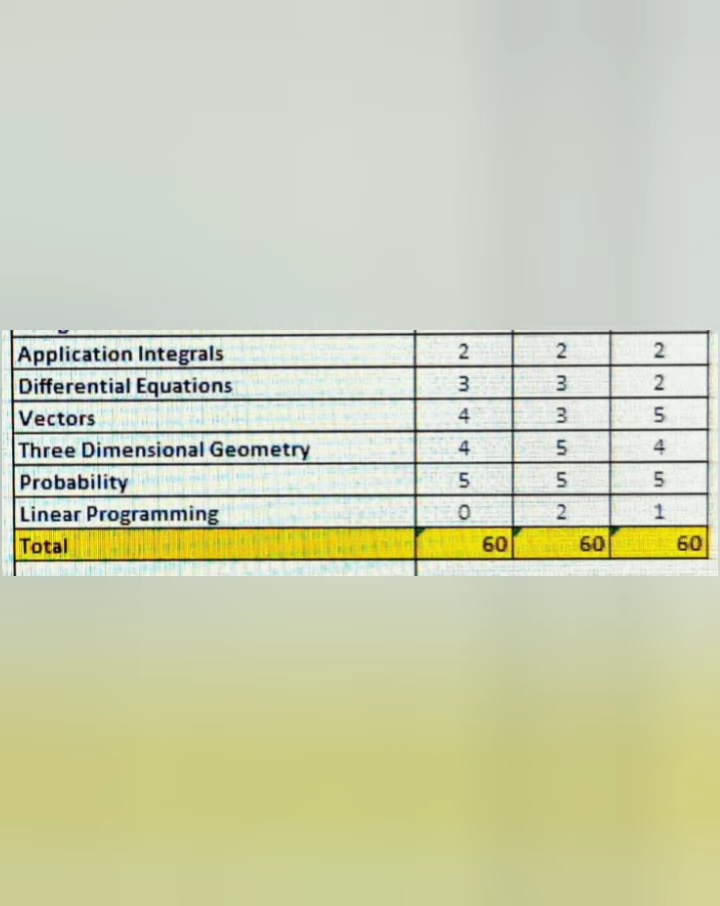 Application Integrals 2 2 2
Differential Equations 3 3 2
Vectors 4 3 5
Three Dimensional Geometry 4 5 4
Probability 5 5 5
Linear Programming 0 2 1
Total 60 60 60